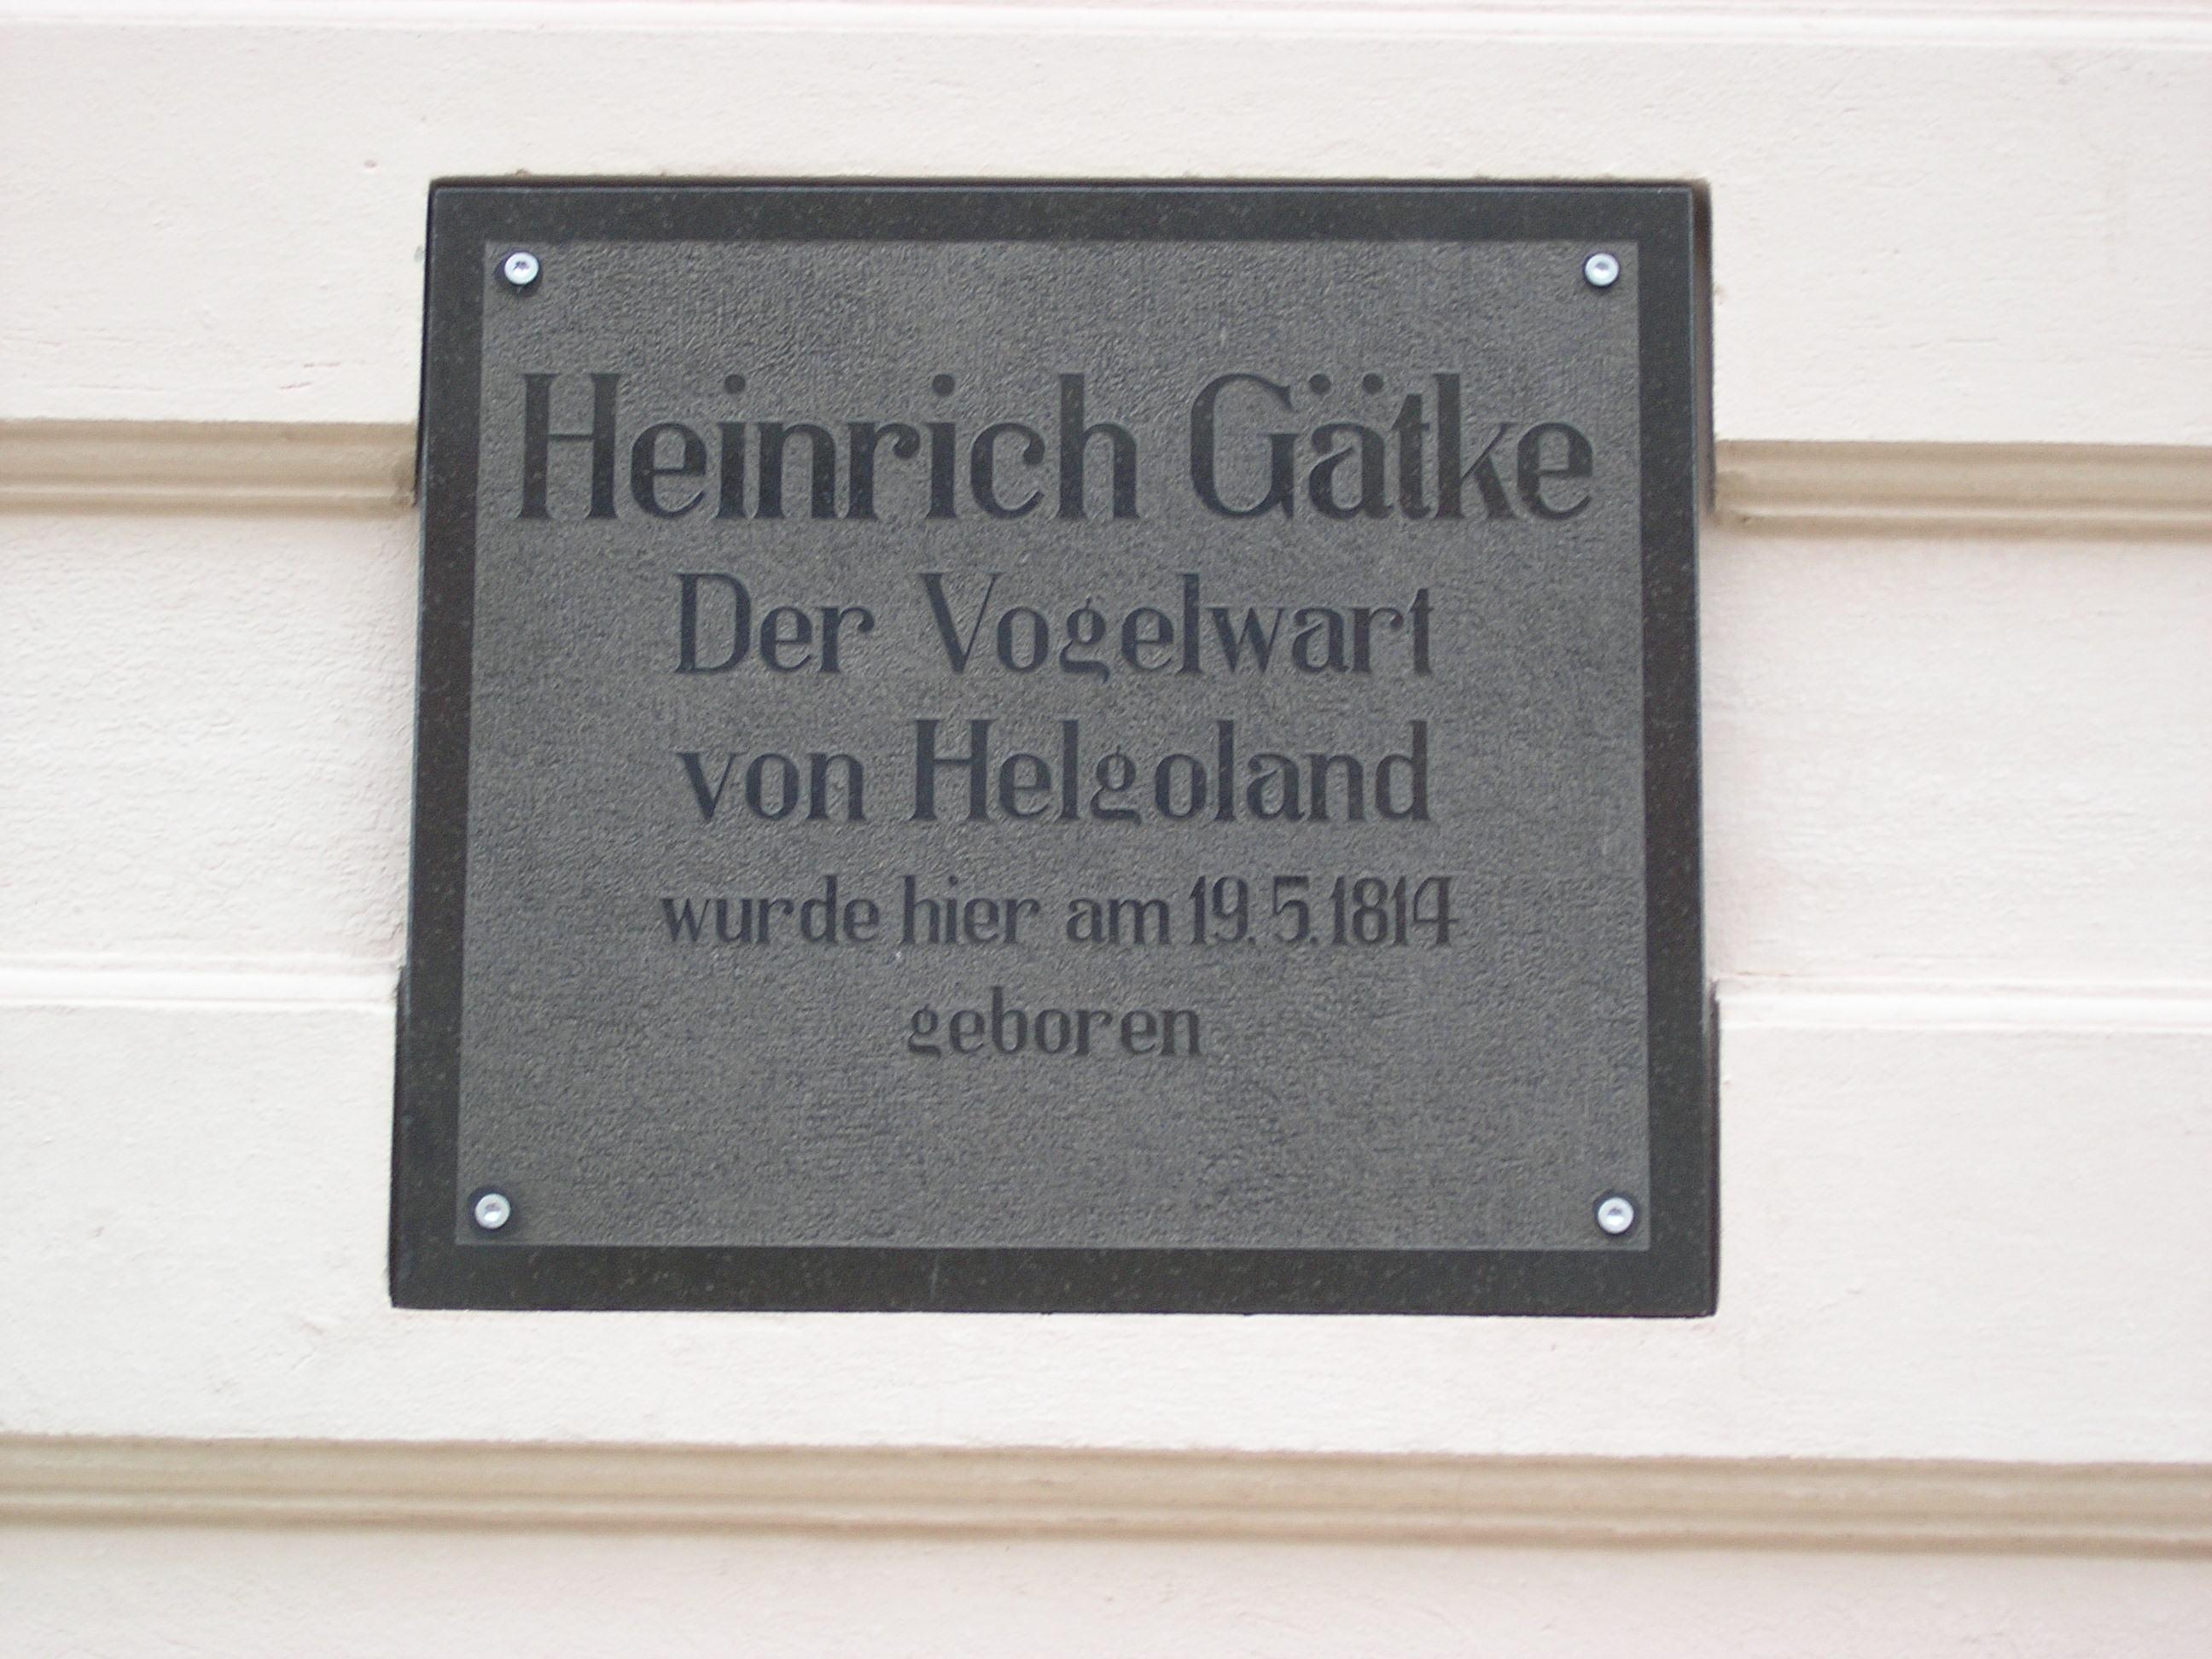 Heinrich Gätke
Der Vogelwart
von Helgoland
wurde hier am 19.5.1814
geboren